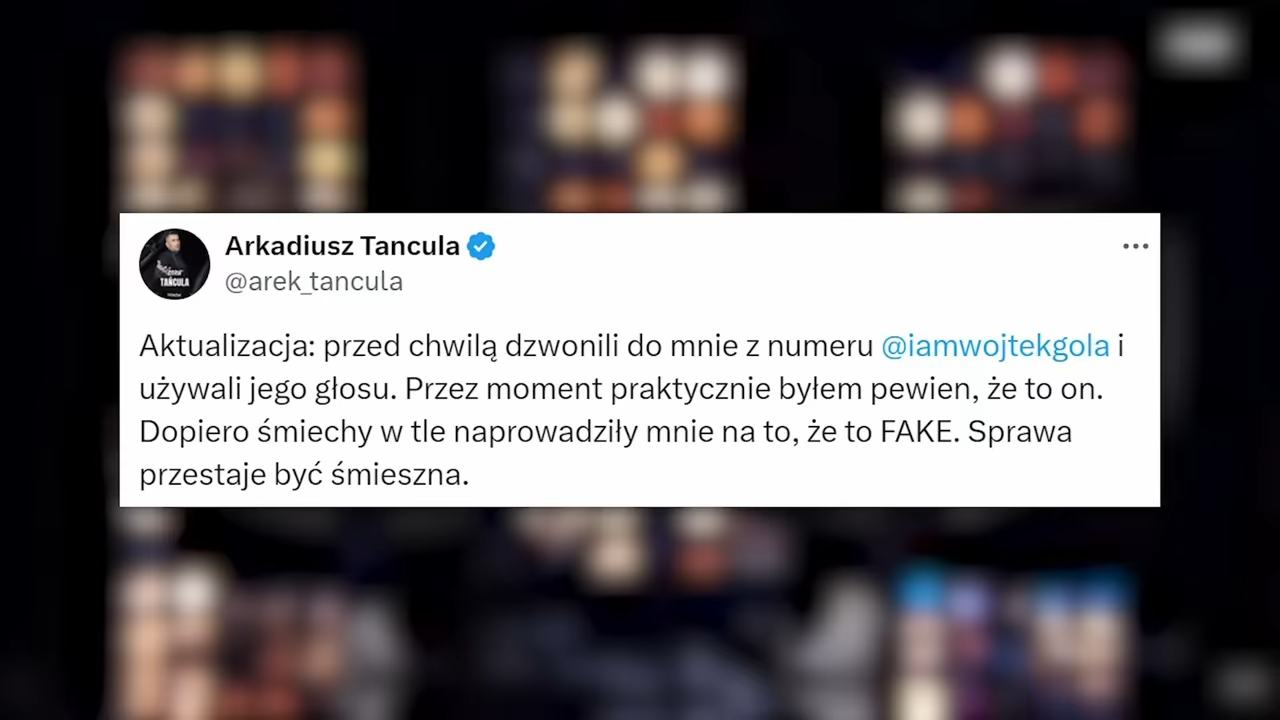 Arkadiusz Tancula
@arek_tancula
Aktualizacja: przed chwilą dzwonili do mnie z numeru @iamwojtekgola i
używali jego głosu. Przez moment praktycznie byłem pewien, że to on.
Dopiero śmiechy w tle naprowadziły mnie na to, że to FAKE. Sprawa
przestaje być śmieszna.
TAŃCULA